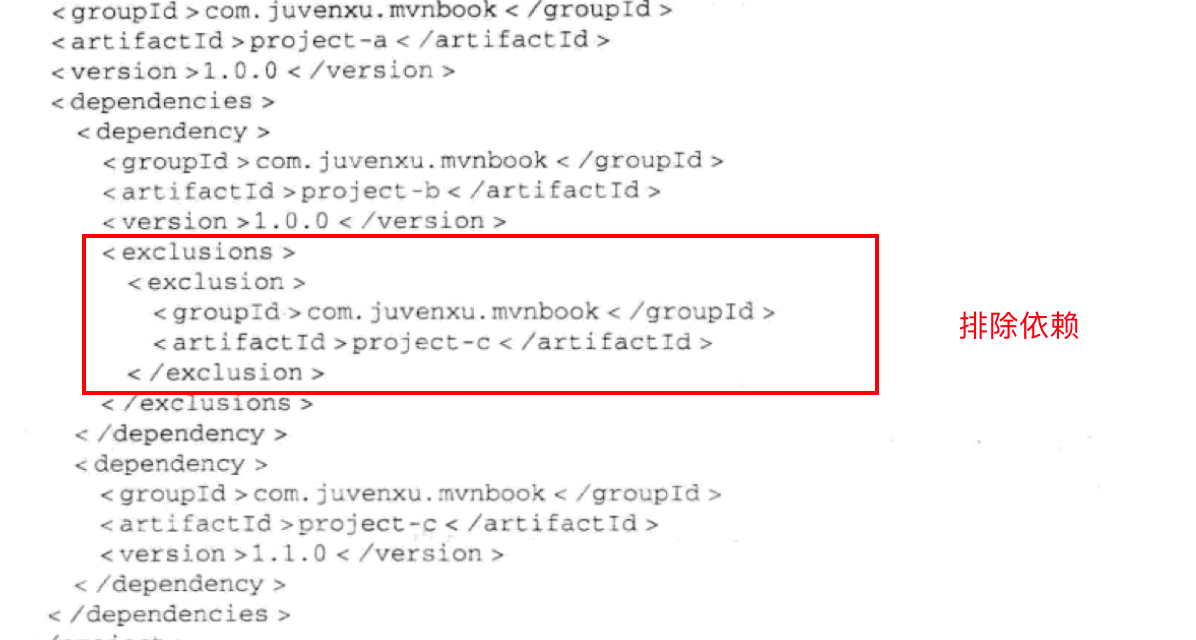 <groupId>com.juvenxu.mvnbook</groupId>
<artifactId>project-a</artifactId>
<version>1.0.0</version>
<dependencies>
<dependency>
<groupId>com.juvenxu.mvnbook</groupId>
<artifactId>project-b</artifactId>
<version>1.0.0</version>
<exclusions>
<exclusion>
<groupId>com.juvenxu.mvnbook</groupId>
<artifactId>project-c</artifactId>
排除依赖
</exclusion>
</exclusions>
</dependency>
<dependency>
<groupId>com.juvenxu.mvnbook</groupId>
<artifactId>project-c</artifactId>
<version>1.1.0</version>
</dependency>
</dependencies>